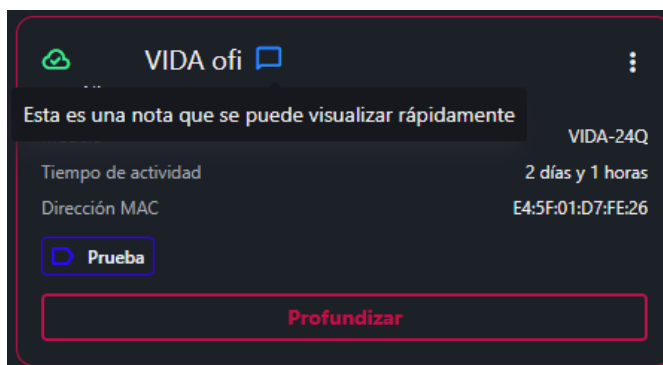 VIDA ofi
Esta es una nota que se puede visualizar rápidamente
VIDA-24Q
Tiempo de actividad 2 días y 1 horas
Dirección MAC E4:5F:01:D7:FE:26
Prueba
Profundizar